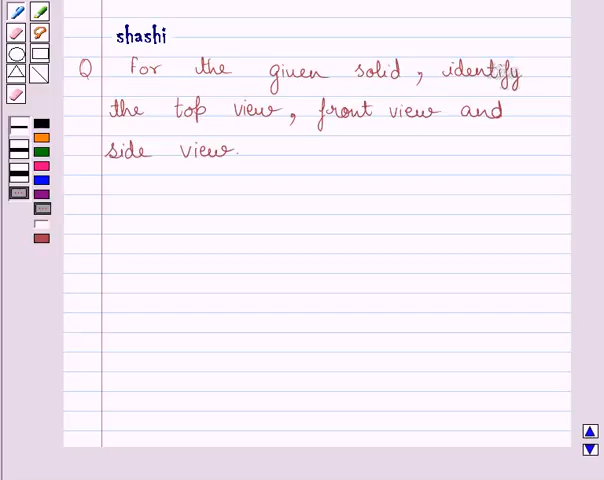 shashi
Q For the given solid, identify
the top view, front view and
side view.